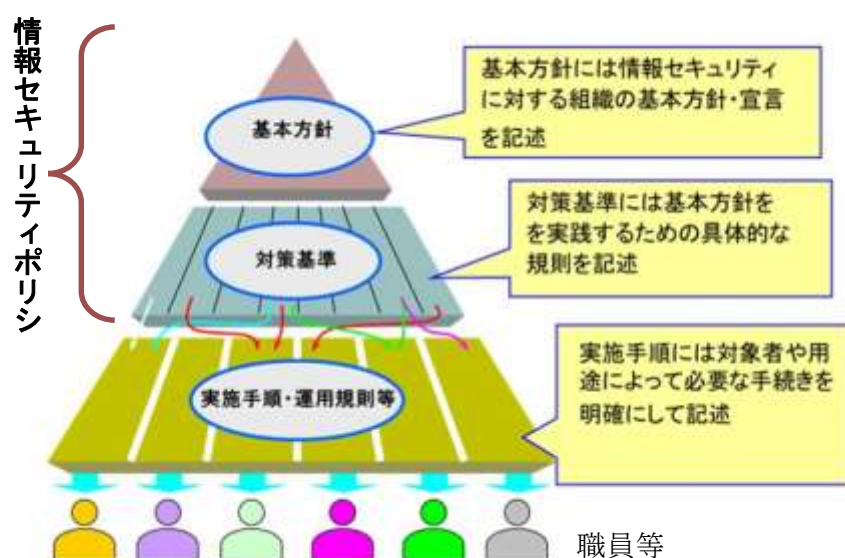 情報セキュリティポリシ
基本方針
基本方針には情報セキュリティ
に対する組織の基本方針・宣言
を記述
対策基準
対策基準には基本方針を
を実践するための具体的な
規則を記述
実施手順・運用規則等
実施手順には対象者や用
途によって必要な手続きを
明確にして記述
職員等